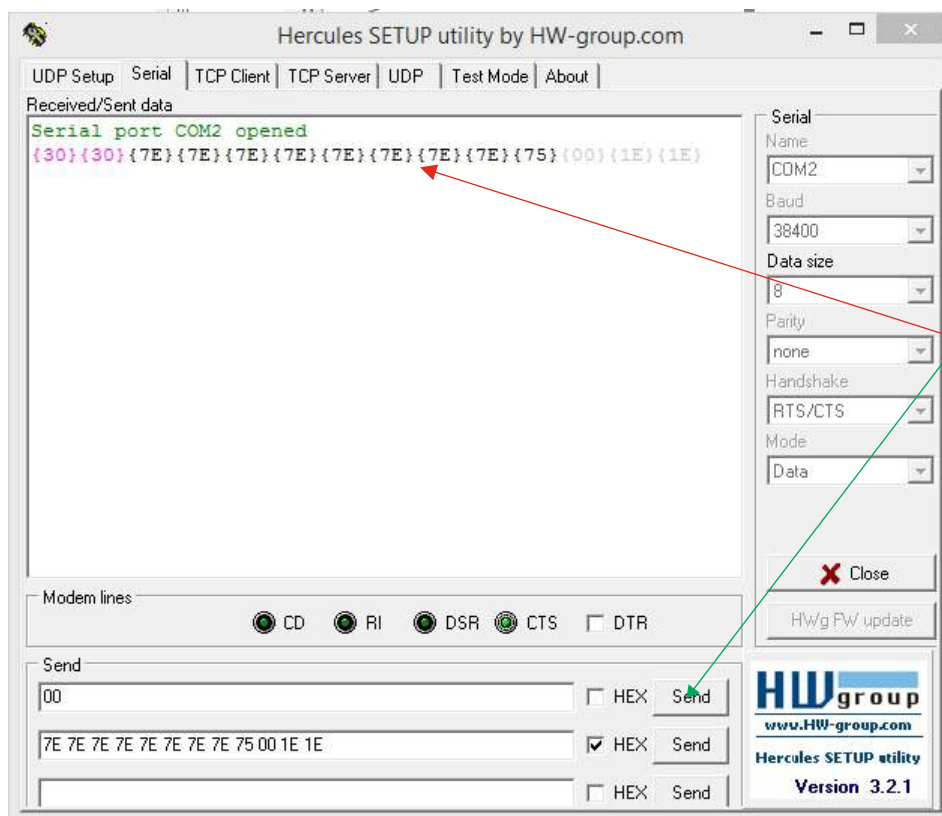 Hercules SETUP utility by HW-group.com
UDP Setup Serial TCP Client TCP Server UDP Test Mode About
Received/Sent data
Serial port COM2 opened
{30}{30}{7E}{7E}{7E}{7E}{7E}{7E}{7E}{7E}{75}{00}{1E}{1E}
Serial
Name
COM2
Baud
38400
Data size
8
Parity
none
Handshake
RTS/CTS
Mode
Data
Close
HWg FW update
Modem lines
CD RI DSR CTS DTR
Send
00 HEX Send
7E 7E 7E 7E 7E 7E 7E 7E 75 00 1E 1E HEX Send
HEX Send
HW group
www.HW-group.com
Hercules SETUP utility
Version 3.2.1